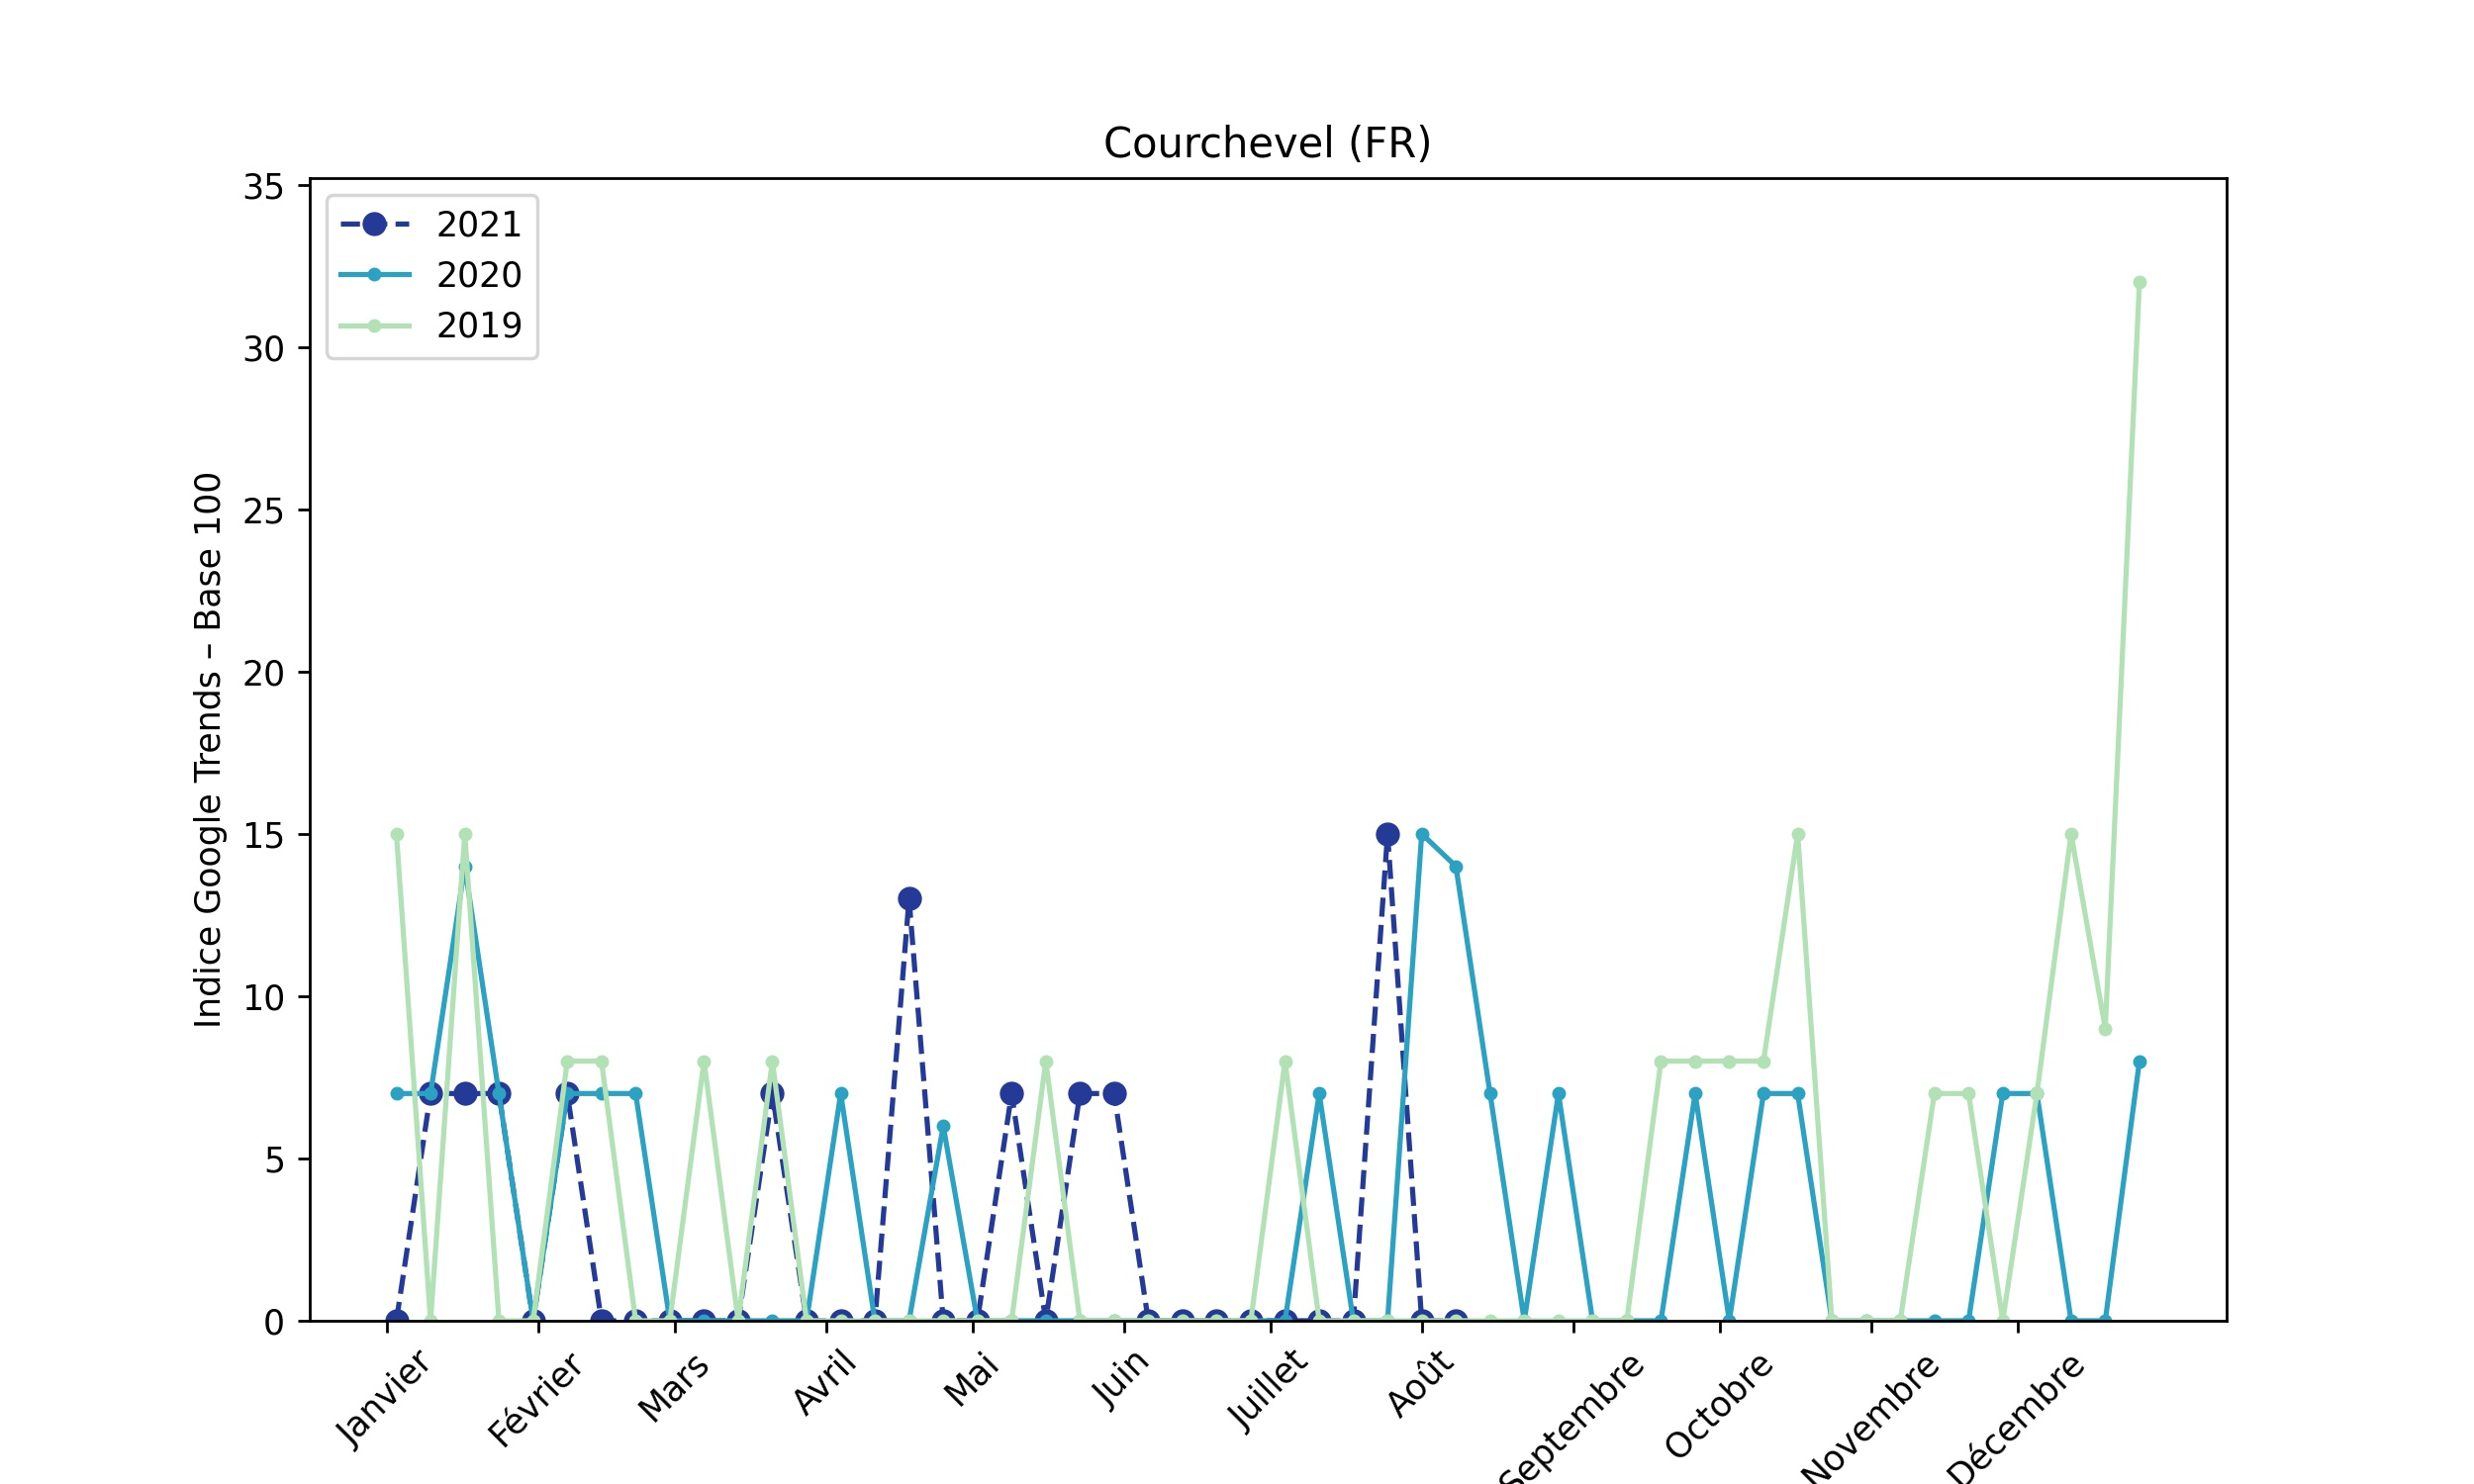 Courchevel (FR)
Indice Google Trends – Base 100
35
30
25
20
15
10
5
0
2021
2020
2019
Janvier
Février
Mars
Avril
Mai
Juin
Juillet
Août
Septembre
Octobre
Novembre
Décembre